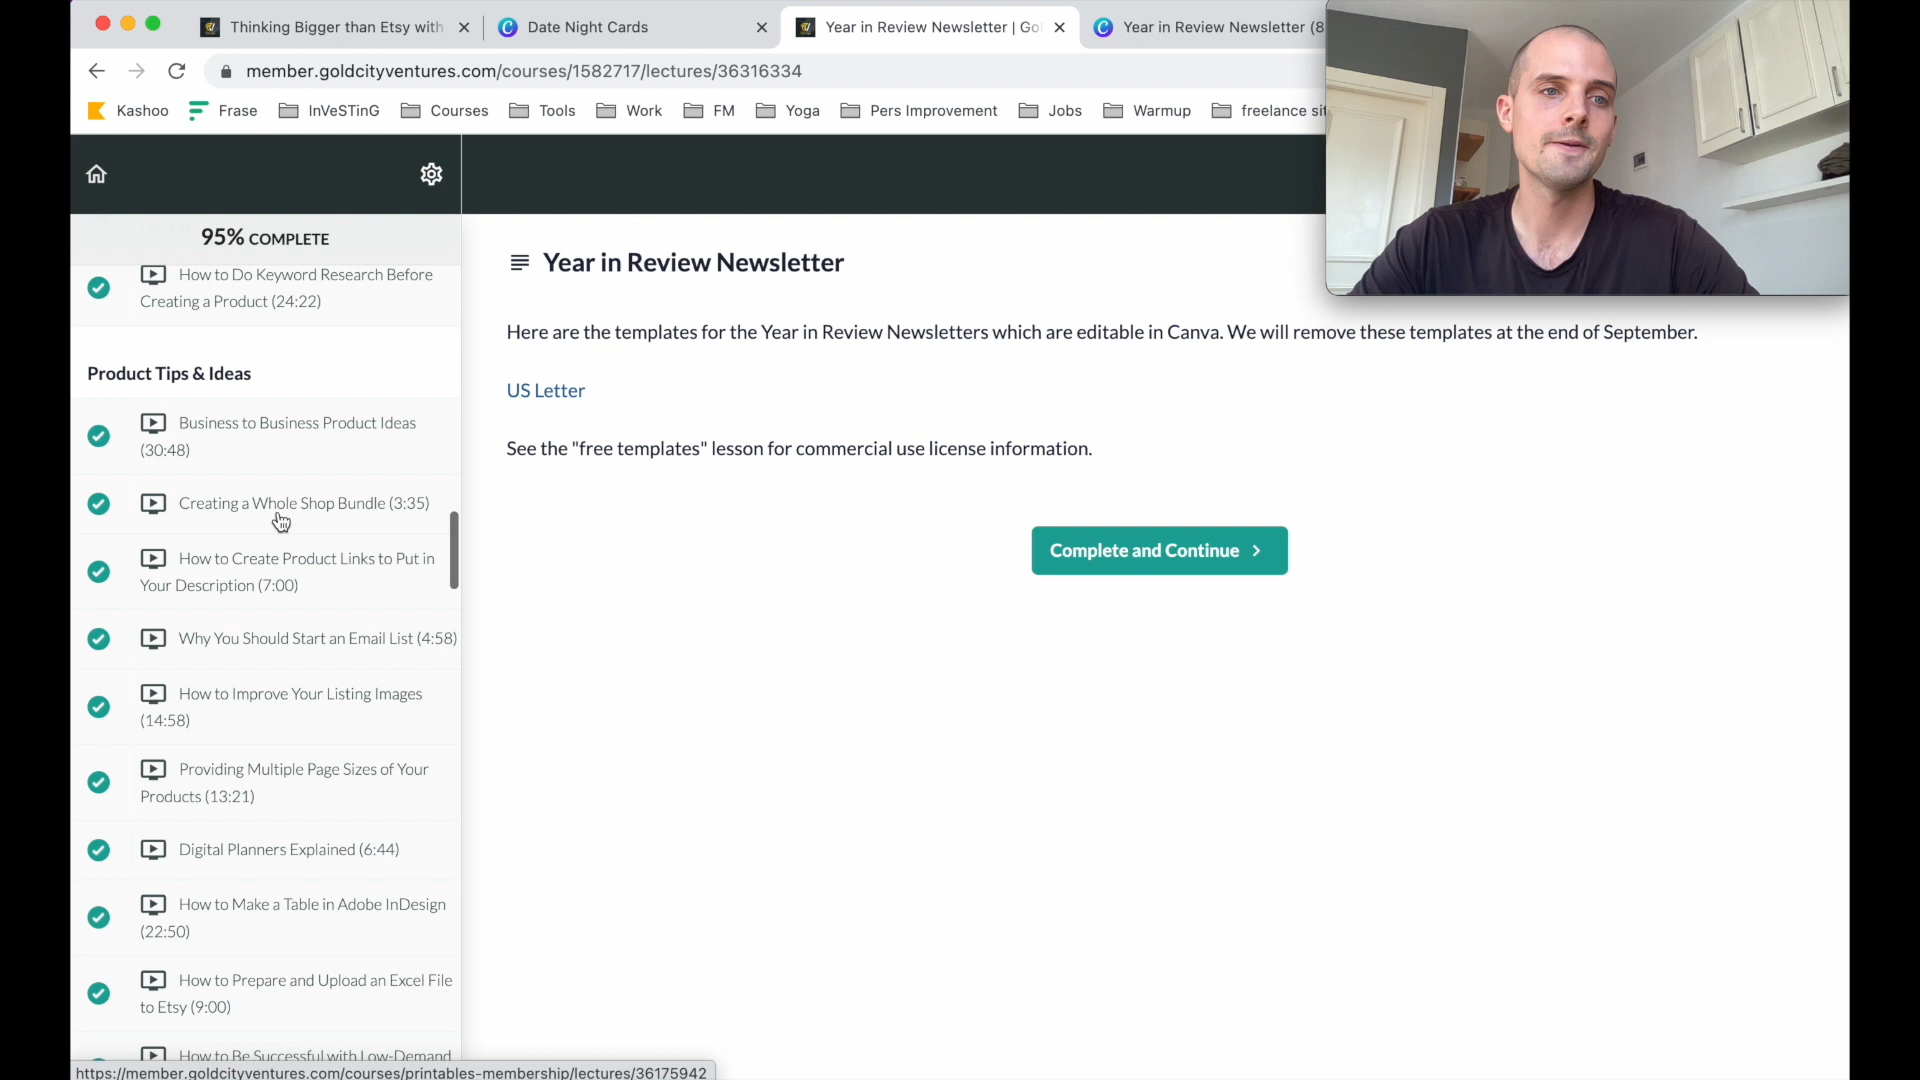 Thinking Bigger than Etsy with
Date Night Cards
Year in Review Newsletter | Go
Year in Review Newsletter (8
member.goldcityventures.com/courses/1582717/lectures/36316334
Kashoo
Frase
InVeSTinG
Courses
Tools
Work
FM
Yoga
Pers Improvement
Jobs
Warmup
freelance sit
95% COMPLETE
How to Do Keyword Research Before
Creating a Product (24:22)
Product Tips & Ideas
Business to Business Product Ideas
(30:48)
Creating a Whole Shop Bundle (3:35)
How to Create Product Links to Put in
Your Description (7:00)
Why You Should Start an Email List (4:58)
How to Improve Your Listing Images
(14:58)
Providing Multiple Page Sizes of Your
Products (13:21)
Digital Planners Explained (6:44)
How to Make a Table in Adobe InDesign
(22:50)
How to Prepare and Upload an Excel File
to Etsy (9:00)
How to Be Successful with Low-Demand
https://member.goldcityventures.com/courses/printables-membership/lectures/36175942
Year in Review Newsletter
Here are the templates for the Year in Review Newsletters which are editable in Canva. We will remove these templates at the end of September.
US Letter
See the "free templates" lesson for commercial use license information.
Complete and Continue